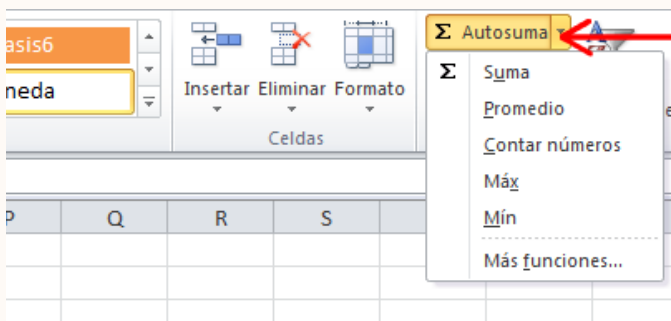 asis6
neda
Insertar Eliminar Formato
Celdas
Σ Autosuma
Σ Suma
Promedio
Contar números
Máx
Mín
Más funciones...
Q R S